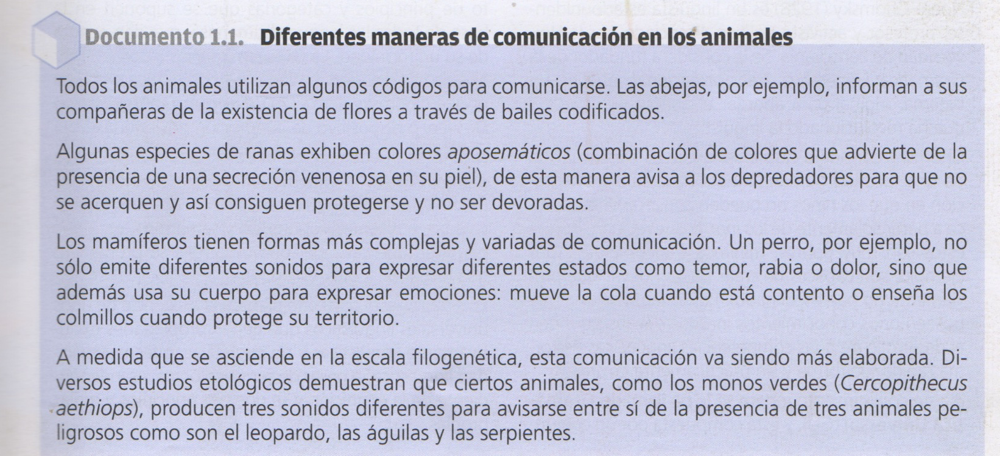 Documento 1.1. Diferentes maneras de comunicación en los animales
Todos los animales utilizan algunos códigos para comunicarse. Las abejas, por ejemplo, informan a sus
compañeras de la existencia de flores a través de bailes codificados.
Algunas especies de ranas exhiben colores aposemáticos (combinación de colores que advierte de la
presencia de una secreción venenosa en su piel), de esta manera avisa a los depredadores para que no
se acerquen y así consiguen protegerse y no ser devoradas.
Los mamíferos tienen formas más complejas y variadas de comunicación. Un perro, por ejemplo, no
sólo emite diferentes sonidos para expresar diferentes estados como temor, rabia o dolor, sino que
además usa su cuerpo para expresar emociones: mueve la cola cuando está contento o enseña los
colmillos cuando protege su territorio.
A medida que se asciende en la escala filogenética, esta comunicación va siendo más elaborada. Di-
versos estudios etológicos demuestran que ciertos animales, como los monos verdes (Cercopithecus
aethiops), producen tres sonidos diferentes para avisarse entre sí de la presencia de tres animales pe-
ligrosos como son el leopardo, las águilas y las serpientes.